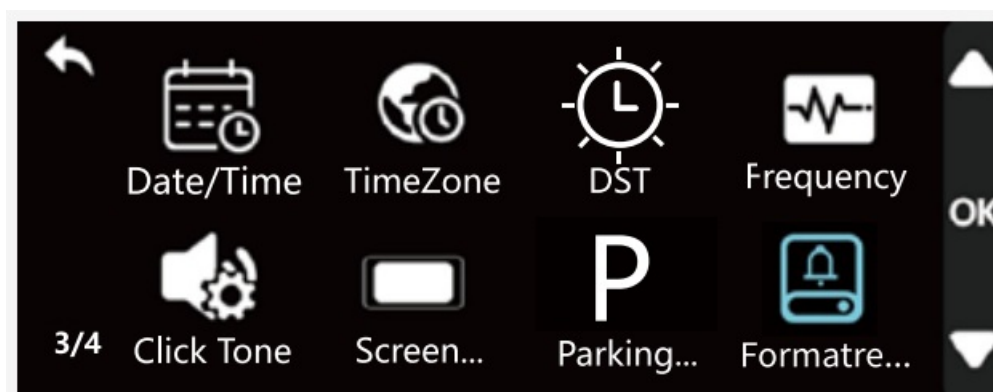 Date/Time TimeZone DST Frequency
OK
P
3/4 Click Tone Screen... Parking... Formatre...